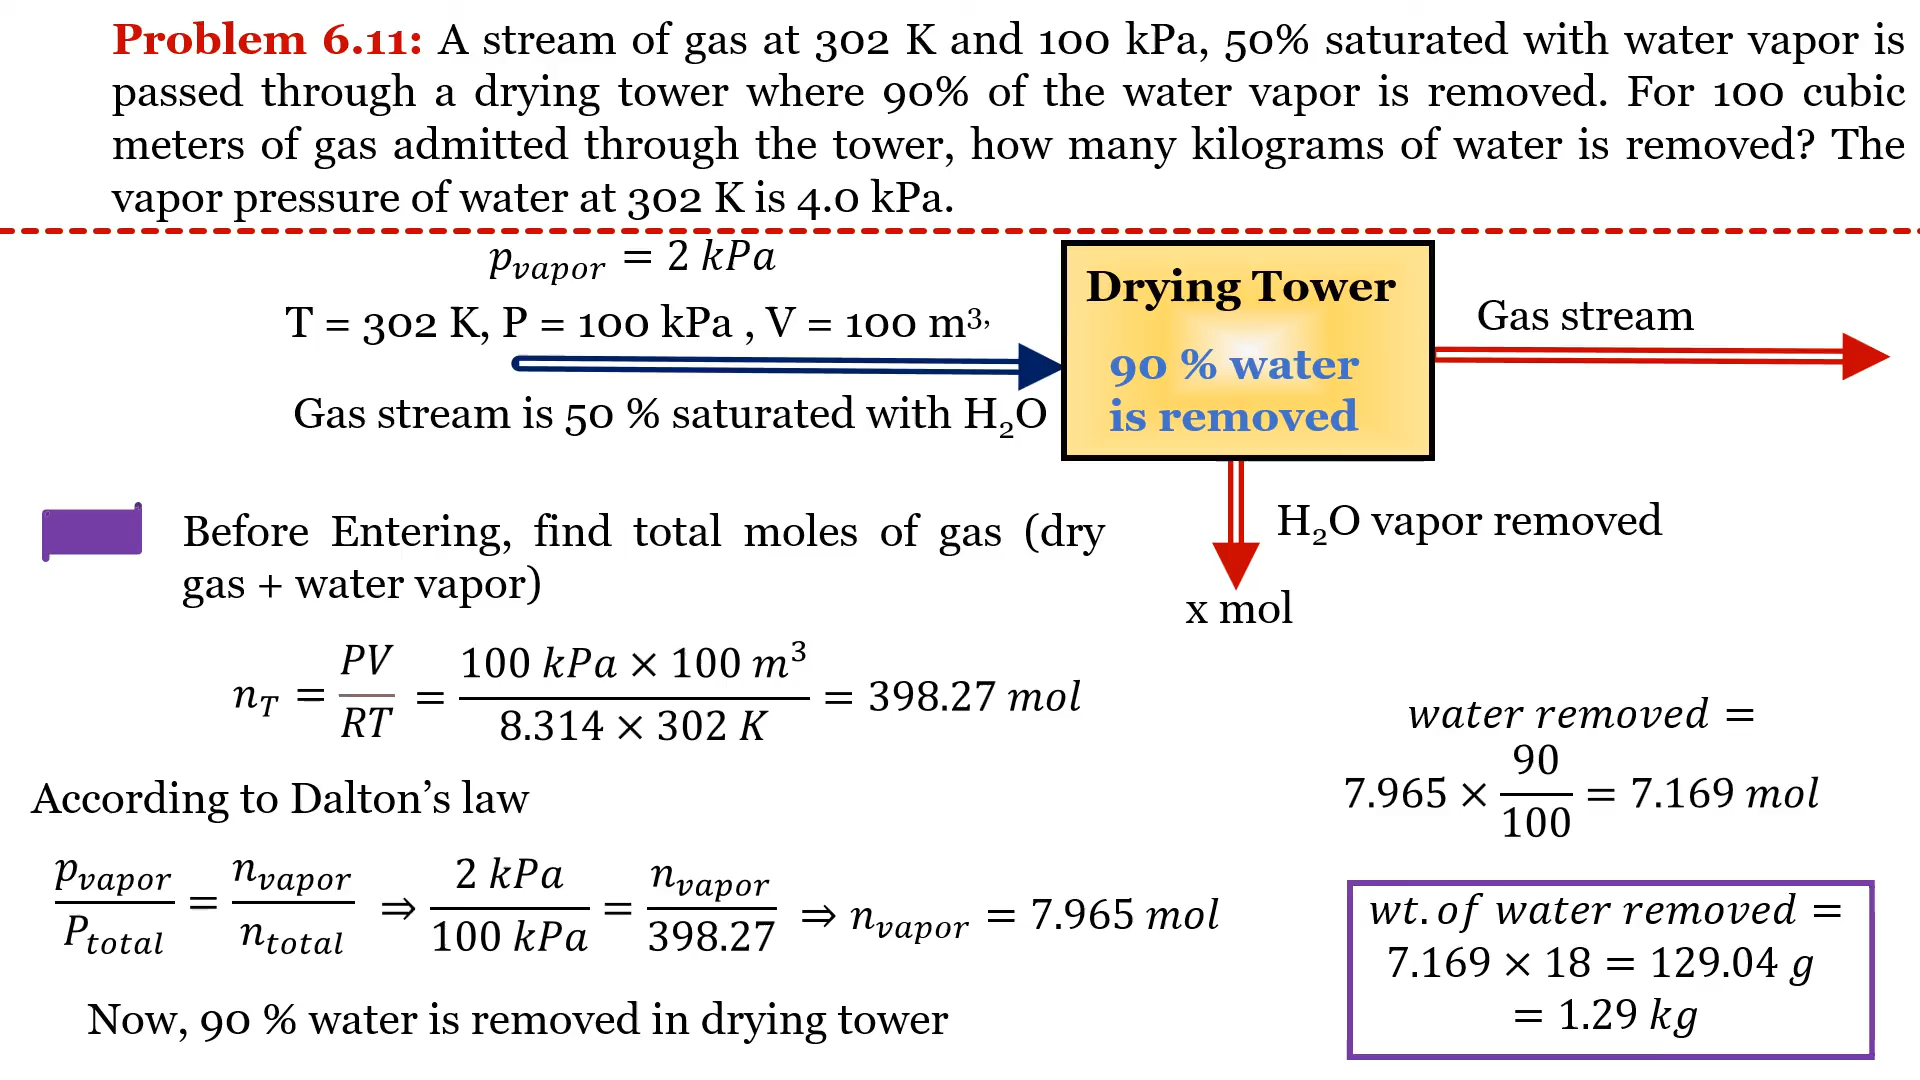 Problem 6.11: A stream of gas at 302 K and 100 kPa, 50% saturated with water vapor is
passed through a drying tower where 90% of the water vapor is removed. For 100 cubic
meters of gas admitted through the tower, how many kilograms of water is removed? The
vapor pressure of water at 302 K is 4.0 kPa.
p_vapor = 2 kPa
T = 302 K, P = 100 kPa , V = 100 m³,
Gas stream is 50 % saturated with H₂O
Drying Tower
90 % water
is removed
Gas stream
H₂O vapor removed
x mol
Before Entering, find total moles of gas (dry
gas + water vapor)
n_T = PV/RT = (100 kPa × 100 m³)/(8.314 × 302 K) = 398.27 mol
According to Dalton's law
p_vapor/P_total = n_vapor/n_total ⇒ 2 kPa/100 kPa = n_vapor/398.27 ⇒ n_vapor = 7.965 mol
Now, 90 % water is removed in drying tower
water removed =
7.965 × 90/100 = 7.169 mol
wt. of water removed =
7.169 × 18 = 129.04 g
= 1.29 kg